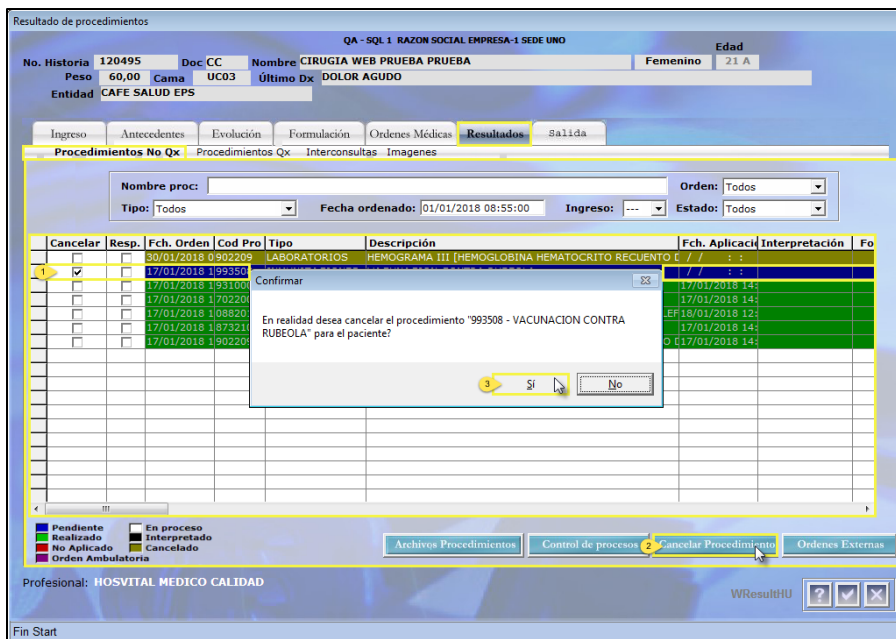 Resultado de procedimientos
QA - SQL 1 RAZON SOCIAL EMPRESA-1 SEDE UNO
Edad
No. Historia 120495 Doc CC Nombre CIRUGIA WEB PRUEBA PRUEBA Femenino 21 A
Peso 60,00 Cama UC03 Último Dx DOLOR AGUDO
Entidad CAFE SALUD EPS
Ingreso Antecedentes Evolución Formulación Ordenes Médicas Resultados Salida
Procedimientos No Qx Procedimientos Qx Interconsultas Imagenes
Nombre proc: Orden: Todos
Tipo: Todos Fecha ordenado: 01/01/2018 08:55:00 Ingreso: --- Estado: Todos
Cancelar Resp. Fch. Orden Cod Pro Tipo Descripción Fch. Aplicació Interpretación Fo
30/01/2018 0 902209 LABORATORIOS HEMOGRAMA III [HEMOGLOBINA HEMATOCRITO RECUENTO D / / : :
1 17/01/2018 1 993508 / / : :
17/01/2018 1 931000 17/01/2018 14:
17/01/2018 1 702200 17/01/2018 14:
17/01/2018 1 088201 18/01/2018 12:
17/01/2018 1 873210 17/01/2018 14:
17/01/2018 1 902209 17/01/2018 14:
Confirmar
En realidad desea cancelar el procedimiento "993508 - VACUNACION CONTRA
RUBEOLA" para el paciente?
3 Sí No
Pendiente En proceso
Realizado Interpretado
No Aplicado Cancelado
Orden Ambulatoria
Archivos Procedimientos Control de procesos 2 Cancelar Procedimiento Ordenes Externas
Profesional: HOSVITAL MEDICO CALIDAD
WResultHU ?
Fin Start